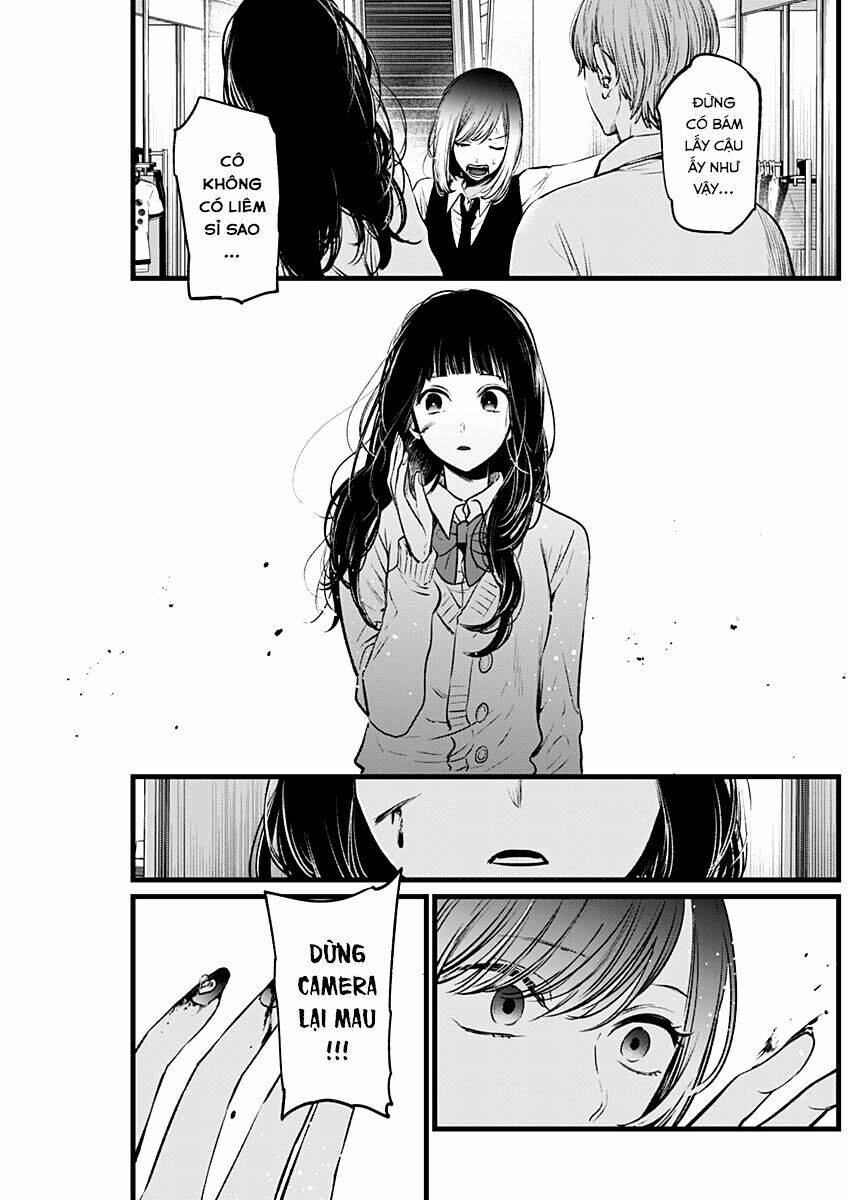 ĐỪNG
CÓ BÁM
LẤY CẬU
ẤY NHƯ
VẬY...
CÔ
KHÔNG
CÓ LIÊM
SỈ SAO
...
DỪNG
CAMERA
LẠI MAU
!!!